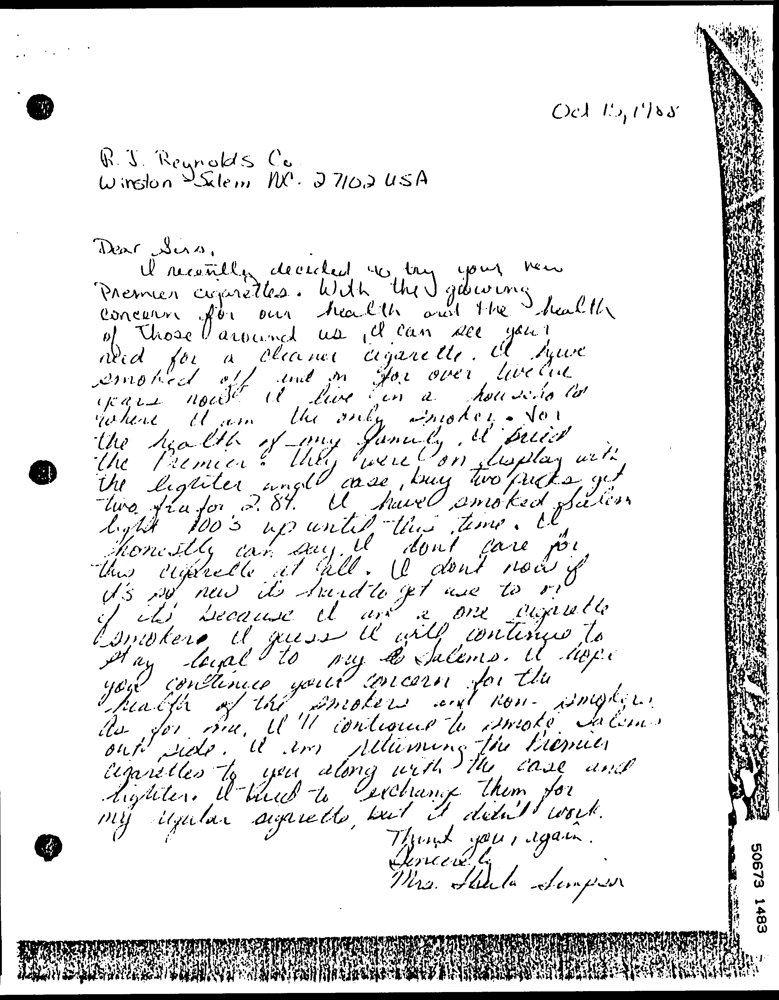 Oct 15, 1988
R. J. Reynolds Co
Winston-Salem NC. 27102 USA
Dear Sirs,
I recently decided to try your new
Premier cigarettes. With the growing
concern for our health and the health
of those around us, I can see your
need for a cleaner cigarette. I have
smoked off and on for over twelve
years now. I live in a
where I am the only smoker. For
the health of my family, I tried
the Premier. They were on display with
the lighter and case, buy two packs get
two for 2.84. I have smoked Salem
light 100's up until this time. I
honestly can say, I dont care for
this cigarette at all. I dont now if
it's so new its hard to get use to or
if its because I am a one cigarette
smoker. I guess I will continue to
stay loyal to my Salems. I hope
you continue your concern for the
health of the smokers and non-smokers.
As for me, I'll continue to smoke Salems
out side. I am returning the Premier
cigarettes to you along with the case and
lighter. I tried to exchange them for
my regular cigarette, but it didn't work.
Thank you, again.
Sincerely
Mrs. Simpson
50673 1483